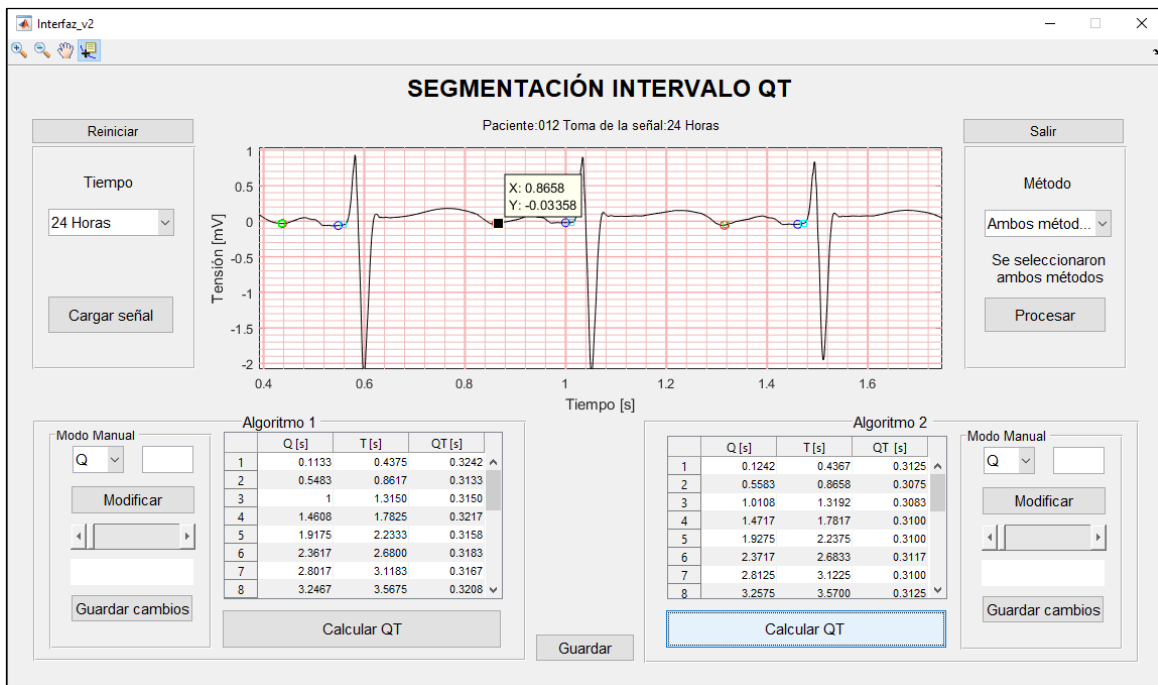 Interfaz_v2
SEGMENTACIÓN INTERVALO QT
Paciente:012 Toma de la señal:24 Horas
Reiniciar
Tiempo
24 Horas
Cargar señal
Tensión [mV]
1
0.5
0
-0.5
-1
-1.5
-2
X: 0.8658
Y: -0.03358
0.4 0.6 0.8 1 1.2 1.4 1.6
Tiempo [s]
Salir
Método
Ambos métod...
Se seleccionaron
ambos métodos
Procesar
Algoritmo 1
Modo Manual
Q
Modificar
Guardar cambios
Q [s] T [s] QT [s]
1 0.1133 0.4375 0.3242
2 0.5483 0.8617 0.3133
3 1 1.3150 0.3150
4 1.4608 1.7825 0.3217
5 1.9175 2.2333 0.3158
6 2.3617 2.6800 0.3183
7 2.8017 3.1183 0.3167
8 3.2467 3.5675 0.3208
Calcular QT
Guardar
Algoritmo 2
Q [s] T [s] QT [s]
1 0.1242 0.4367 0.3125
2 0.5583 0.8658 0.3075
3 1.0108 1.3192 0.3083
4 1.4717 1.7817 0.3100
5 1.9275 2.2375 0.3100
6 2.3717 2.6833 0.3117
7 2.8125 3.1225 0.3100
8 3.2575 3.5700 0.3125
Calcular QT
Modo Manual
Q
Modificar
Guardar cambios